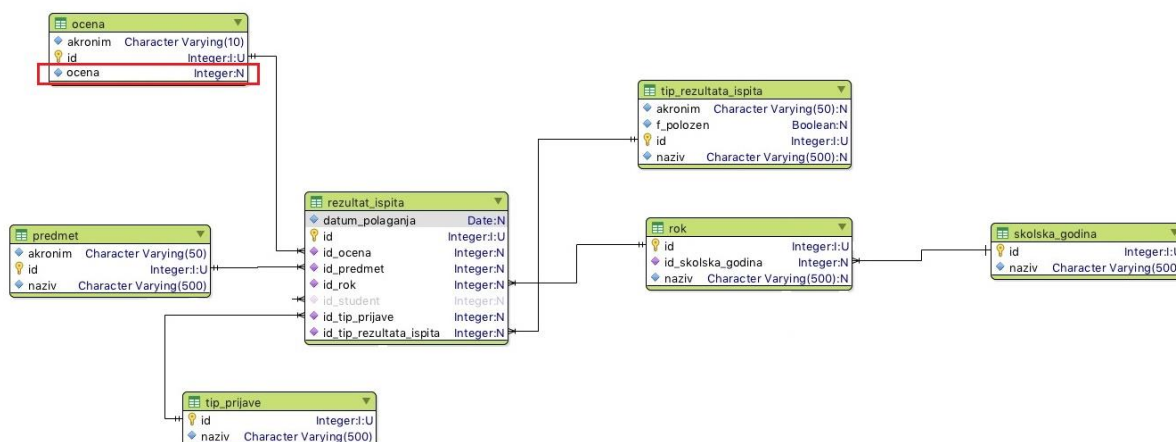 ocena
akronim Character Varying(10)
id Integer:I:U
ocena Integer:N
tip_rezultata_ispita
akronim Character Varying(50):N
f_polozen Boolean:N
id Integer:I:U
naziv Character Varying(500):N
rezultat_ispita
datum_polaganja Date:N
id Integer:I:U
id_ocena Integer:N
id_predmet Integer:N
id_rok Integer:N
id_student Integer:N
id_tip_prijave Integer:N
id_tip_rezultata_ispita Integer:N
predmet
akronim Character Varying(50)
id Integer:I:U
naziv Character Varying(500)
rok
id Integer:I:U
id_skolska_godina Integer:N
naziv Character Varying(500):N
skolska_godina
id Integer:I:U
naziv Character Varying(500
tip_prijave
id Integer:I:U
naziv Character Varying(500)